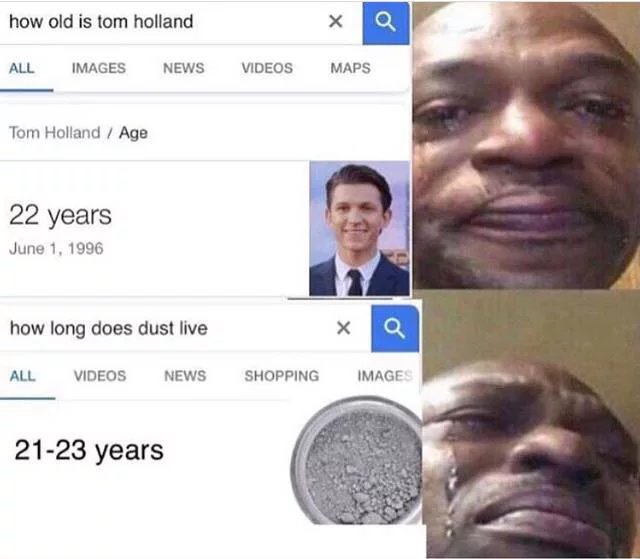 how old is tom holland ×
ALL IMAGES NEWS VIDEOS MAPS
Tom Holland / Age
22 years
June 1, 1996
how long does dust live ×
ALL VIDEOS NEWS SHOPPING IMAGES
21-23 years